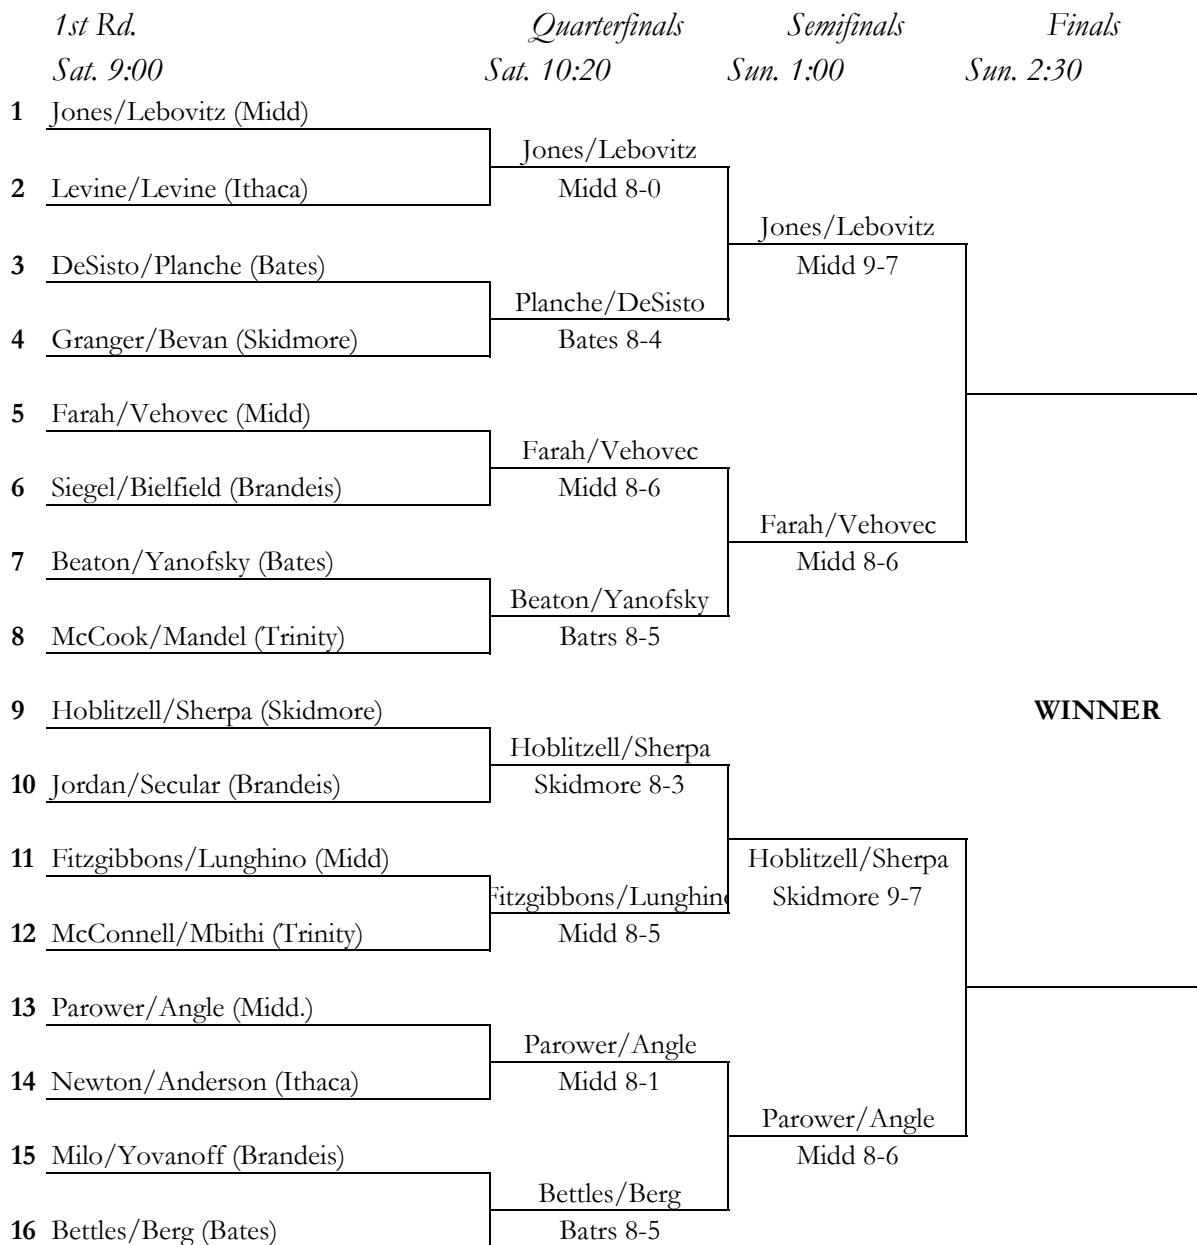 1st Rd. Quarterfinals Semifinals Finals
Sat. 9:00 Sat. 10:20 Sun. 1:00 Sun. 2:30
1 Jones/Lebovitz (Midd)
Jones/Lebovitz
2 Levine/Levine (Ithaca) Midd 8-0
Jones/Lebovitz
3 DeSisto/Planche (Bates) Midd 9-7
Planche/DeSisto
4 Granger/Bevan (Skidmore) Bates 8-4
5 Farah/Vehovec (Midd)
Farah/Vehovec
6 Siegel/Bielfield (Brandeis) Midd 8-6
Farah/Vehovec
7 Beaton/Yanofsky (Bates) Midd 8-6
Beaton/Yanofsky
8 McCook/Mandel (Trinity) Batrs 8-5
9 Hoblitzell/Sherpa (Skidmore) WINNER
Hoblitzell/Sherpa
10 Jordan/Secular (Brandeis) Skidmore 8-3
11 Fitzgibbons/Lunghino (Midd) Hoblitzell/Sherpa
Fitzgibbons/Lunghino Skidmore 9-7
12 McConnell/Mbithi (Trinity) Midd 8-5
13 Parower/Angle (Midd.)
Parower/Angle
14 Newton/Anderson (Ithaca) Midd 8-1
Parower/Angle
15 Milo/Yovanoff (Brandeis) Midd 8-6
Bettles/Berg
16 Bettles/Berg (Bates) Batrs 8-5